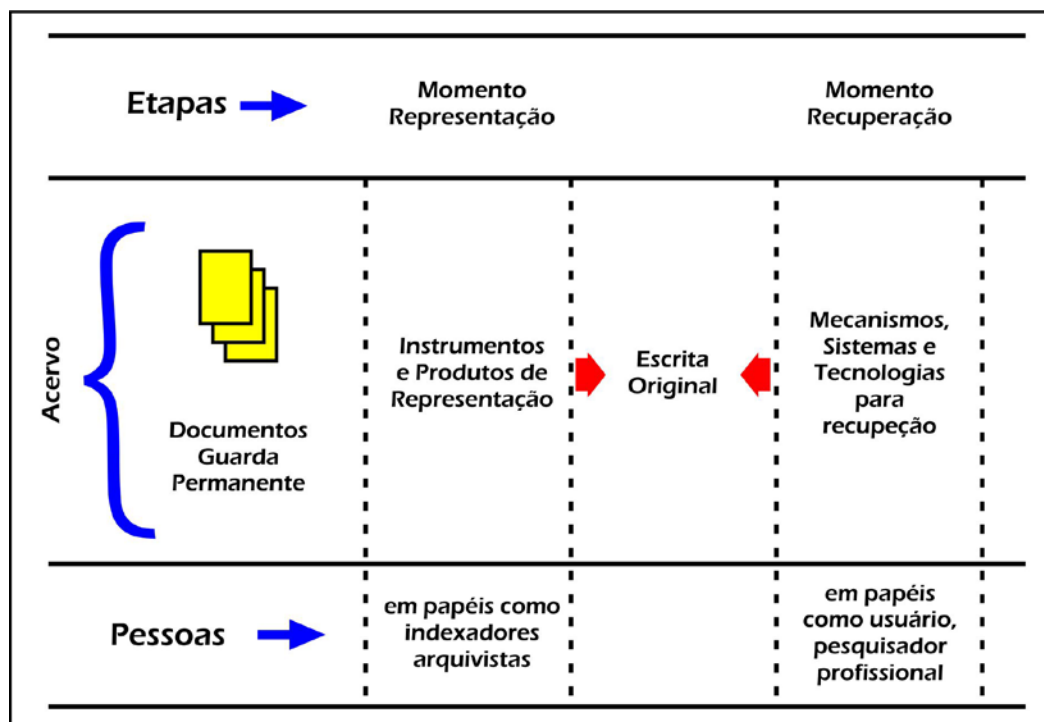 Etapas
Momento
Representação
Momento
Recuperação
Acervo
Documentos
Guarda
Permanente
Instrumentos
e Produtos de
Representação
Escrita
Original
Mecanismos,
Sistemas e
Tecnologias
para
recupeção
Pessoas
em papéis como
indexadores
arquivistas
em papéis
como usuário,
pesquisador
profissional